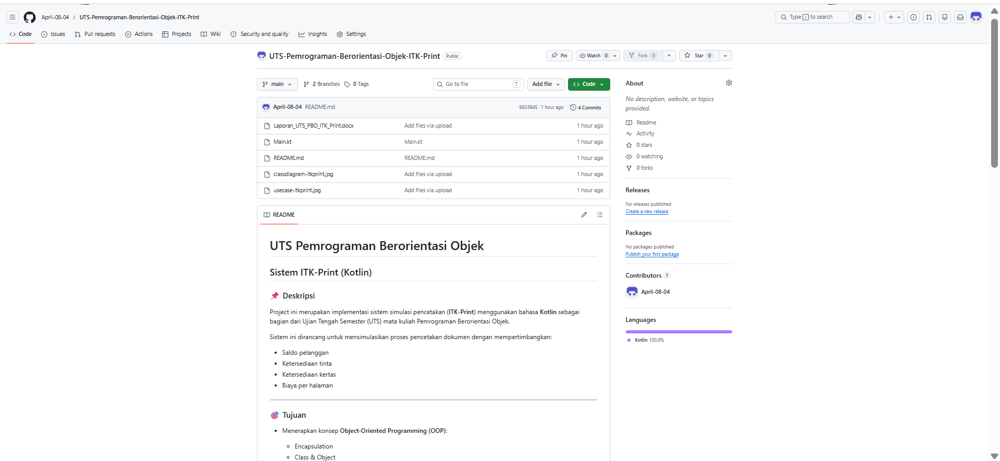 April-08-04 / UTS-Pemrograman-Berorientasi-Objek-ITK-Print
Type / to search
Code Issues Pull requests Actions Projects Wiki Security and quality Insights Settings
UTS-Pemrograman-Berorientasi-Objek-ITK-Print Public
Pin Watch 0 Fork 0 Star 0
main 2 Branches 0 Tags
Go to file T Add file Code
April-08-04 README.md 99339d5 · 1 hour ago 4 Commits
Laporan_UTS_PBO_ITK_Print.docx Add files via upload 1 hour ago
Main.kt Main.kt 1 hour ago
README.md README.md 1 hour ago
classdiagram-itkprint.jpg Add files via upload 1 hour ago
usecase-itkprint.jpg Add files via upload 1 hour ago
README
UTS Pemrograman Berorientasi Objek
Sistem ITK-Print (Kotlin)
Deskripsi
Project ini merupakan implementasi sistem simulasi pencetakan (ITK-Print) menggunakan bahasa Kotlin sebagai
bagian dari Ujian Tengah Semester (UTS) mata kuliah Pemrograman Berorientasi Objek.
Sistem ini dirancang untuk mensimulasikan proses pencetakan dokumen dengan mempertimbangkan:
Saldo pelanggan
Ketersediaan tinta
Ketersediaan kertas
Biaya per halaman
Tujuan
Menerapkan konsep Object-Oriented Programming (OOP):
Encapsulation
Class & Object
About
No description, website, or topics
provided.
Readme
Activity
0 stars
0 watching
0 forks
Releases
No releases published
Create a new release
Packages
No packages published
Publish your first package
Contributors 1
April-08-04
Languages
Kotlin 100.0%